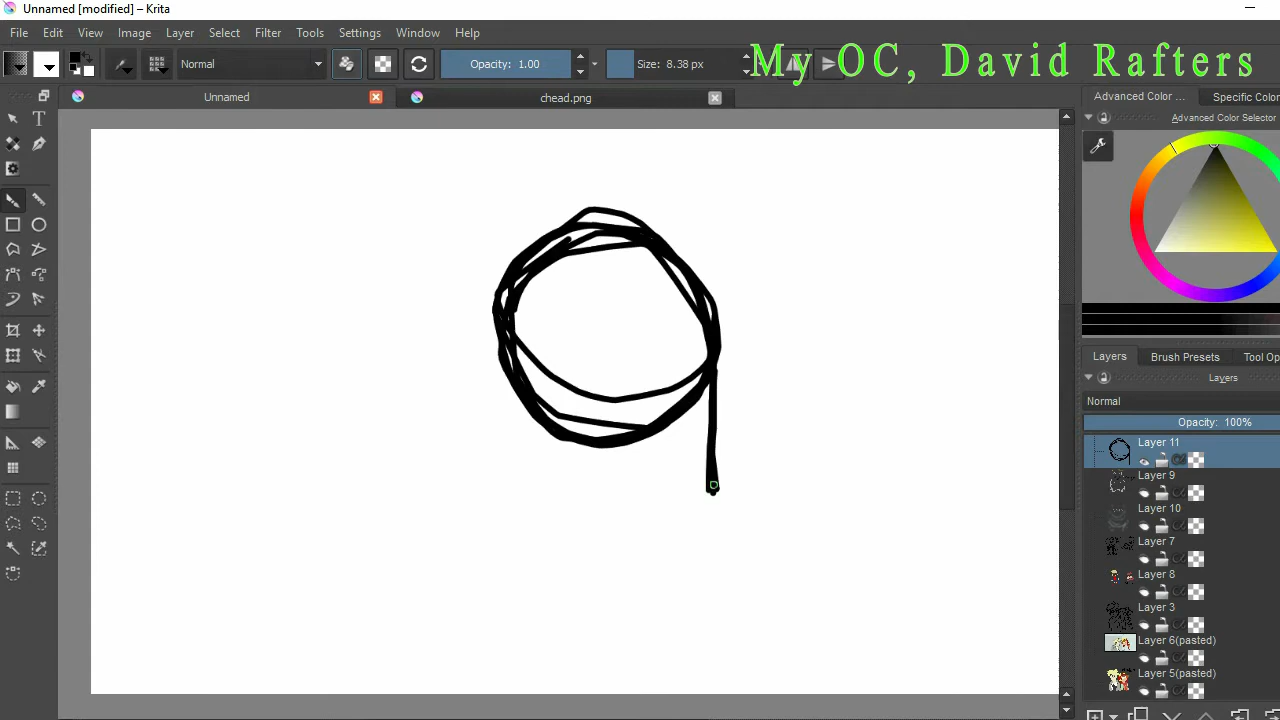 Unnamed [modified] – Krita
File Edit View Image Layer Select Filter Tools Settings Window Help
Normal Opacity: 1.00 Size: 8.38 px
My OC, David Rafters
Unnamed chead.png
Advanced Color ... Specific Color
Advanced Color Selector
Layers Brush Presets Tool Op
Layers
Normal
Opacity: 100%
Layer 11
Layer 9
Layer 10
Layer 7
Layer 8
Layer 3
Layer 6(pasted)
Layer 5(pasted)